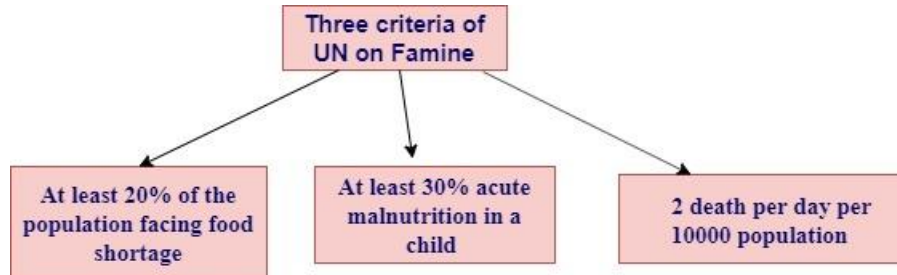 Three criteria of
UN on Famine
At least 20% of the
population facing food
shortage
At least 30% acute
malnutrition in a
child
2 death per day per
10000 population